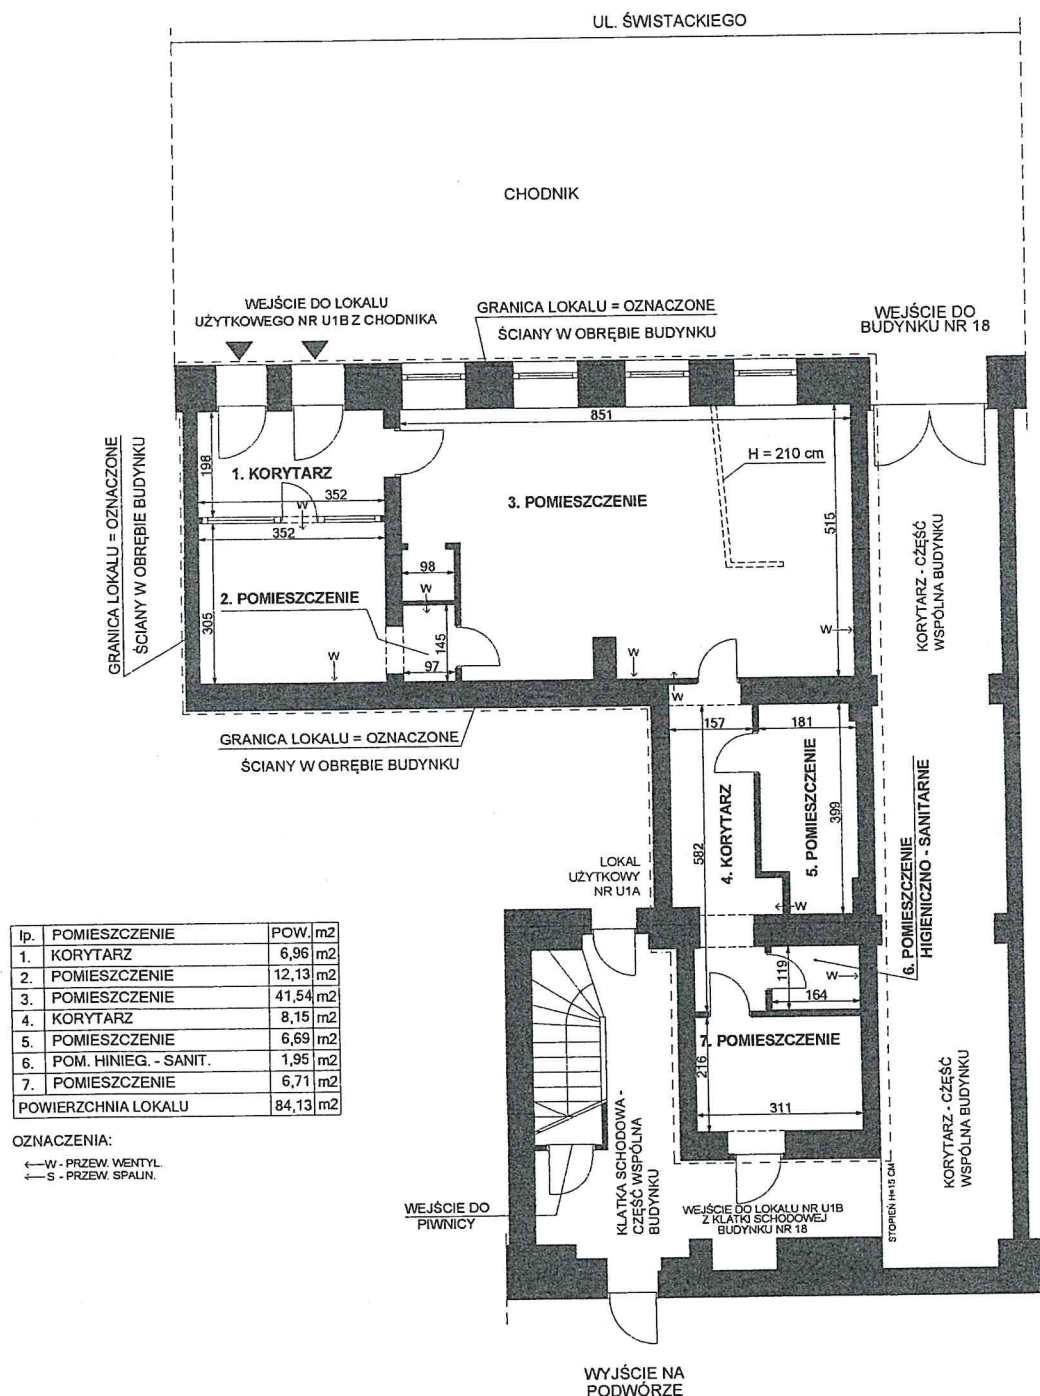 UL. ŚWISTACKIEGO
CHODNIK
WEJŚCIE DO LOKALU
UŻYTKOWEGO NR U1B Z CHODNIKA
GRANICA LOKALU = OZNACZONE
ŚCIANY W OBRĘBIE BUDYNKU
WEJŚCIE DO
BUDYNKU NR 18
GRANICA LOKALU = OZNACZONE
ŚCIANY W OBRĘBIE BUDYNKU
851
198
1. KORYTARZ
352
W
352
H = 210 cm
3. POMIESZCZENIE
515
98
W
2. POMIESZCZENIE
305
145
97
W
W
W
W
KORYTARZ - CZĘŚĆ
WSPÓLNA BUDYNKU
GRANICA LOKALU = OZNACZONE
ŚCIANY W OBRĘBIE BUDYNKU
157
181
582
4. KORYTARZ
5. POMIESZCZENIE
399
W
6. POMIESZCZENIE
HIGIENICZNO - SANITARNE
LOKAL
UŻYTKOWY
NR U1A
119
W
164
7. POMIESZCZENIE
216
311
lp. POMIESZCZENIE POW. m2
1. KORYTARZ 6,96 m2
2. POMIESZCZENIE 12,13 m2
3. POMIESZCZENIE 41,54 m2
4. KORYTARZ 8,15 m2
5. POMIESZCZENIE 6,69 m2
6. POM. HINIEG. - SANIT. 1,95 m2
7. POMIESZCZENIE 6,71 m2
POWIERZCHNIA LOKALU 84,13 m2
OZNACZENIA:
←W - PRZEW. WENTYL.
←S - PRZEW. SPALIN.
WEJŚCIE DO
PIWNICY
KLATKA SCHODOWA -
CZĘŚĆ WSPÓLNA
BUDYNKU
WEJŚCIE DO LOKALU NR U1B
Z KLATKI SCHODOWEJ
BUDYNKU NR 18
STOPIEŃ H=15 CM
KORYTARZ - CZĘŚĆ
WSPÓLNA BUDYNKU
WYJŚCIE NA
PODWÓRZE